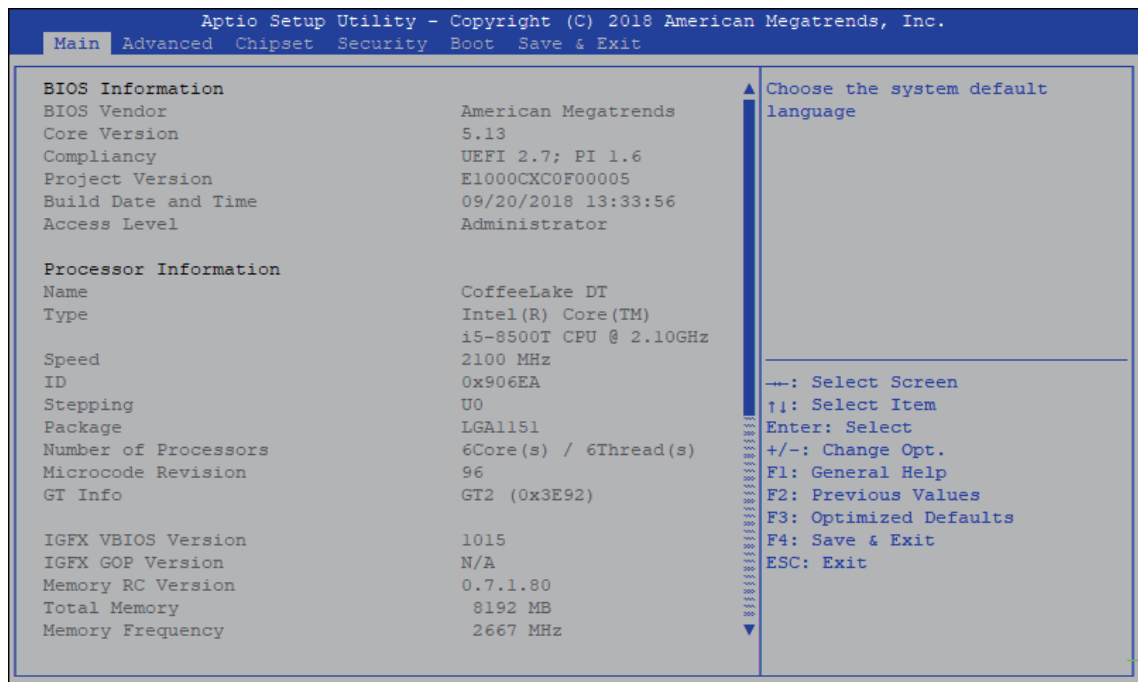 Aptio Setup Utility - Copyright (C) 2018 American Megatrends, Inc.
Main Advanced Chipset Security Boot Save & Exit
BIOS Information
BIOS Vendor American Megatrends
Core Version 5.13
Compliancy UEFI 2.7; PI 1.6
Project Version E1000CXC0F00005
Build Date and Time 09/20/2018 13:33:56
Access Level Administrator
Processor Information
Name CoffeeLake DT
Type Intel(R) Core(TM)
i5-8500T CPU @ 2.10GHz
Speed 2100 MHz
ID 0x906EA
Stepping U0
Package LGA1151
Number of Processors 6Core(s) / 6Thread(s)
Microcode Revision 96
GT Info GT2 (0x3E92)
IGFX VBIOS Version 1015
IGFX GOP Version N/A
Memory RC Version 0.7.1.80
Total Memory 8192 MB
Memory Frequency 2667 MHz
Choose the system default
language
→←: Select Screen
↑↓: Select Item
Enter: Select
+/-: Change Opt.
F1: General Help
F2: Previous Values
F3: Optimized Defaults
F4: Save & Exit
ESC: Exit